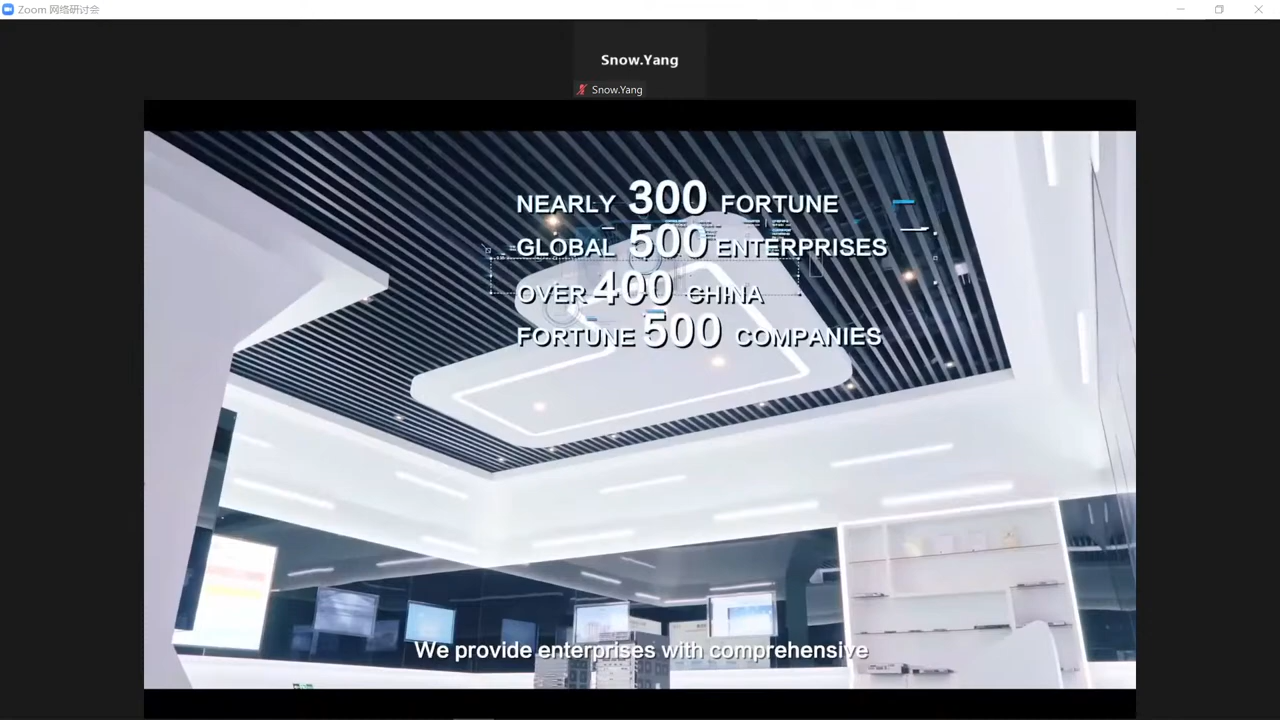 Zoom 网络研讨会
Snow.Yang
Snow.Yang
NEARLY 300 FORTUNE
GLOBAL 500 ENTERPRISES
OVER 400 CHINA
FORTUNE 500 COMPANIES
We provide enterprises with comprehensive